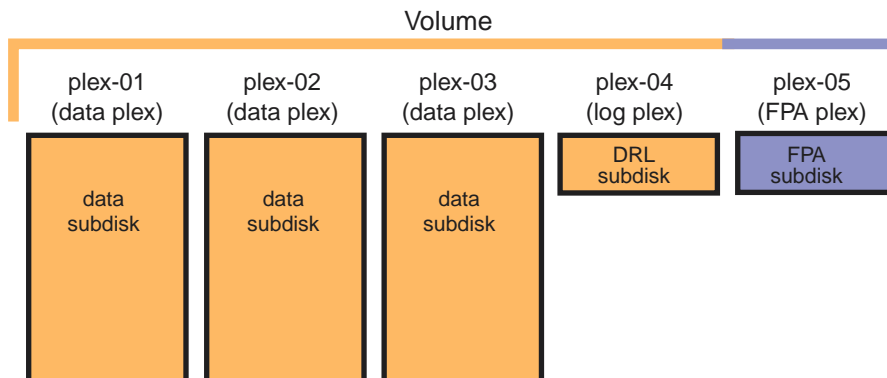 Volume
plex-01
(data plex)
plex-02
(data plex)
plex-03
(data plex)
plex-04
(log plex)
plex-05
(FPA plex)
data
subdisk
data
subdisk
data
subdisk
DRL
subdisk
FPA
subdisk